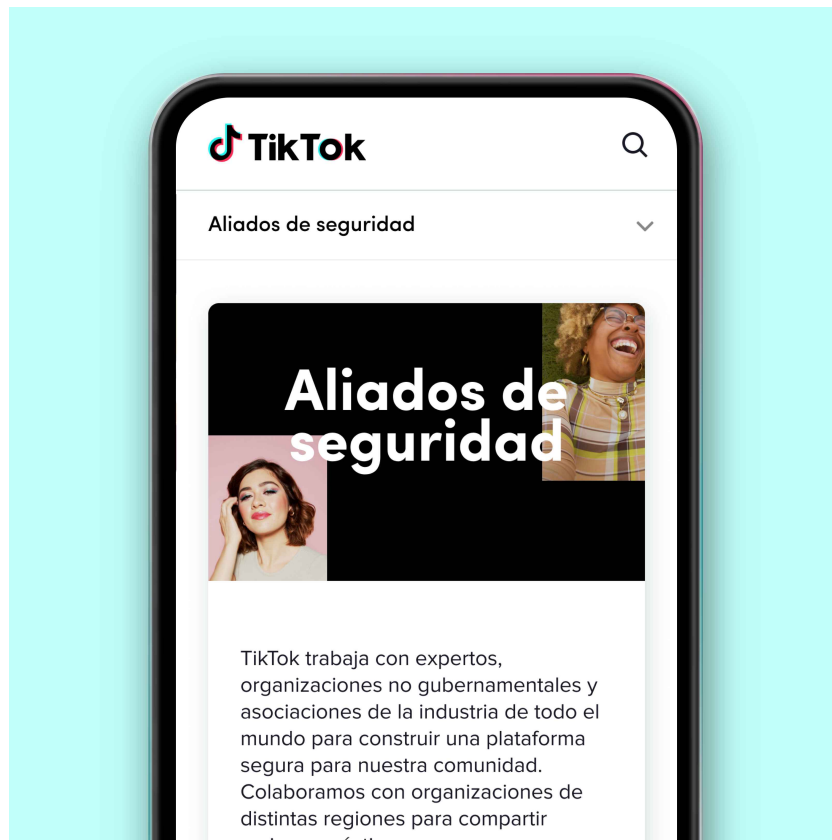 TikTok
Aliados de seguridad
Aliados de
seguridad
TikTok trabaja con expertos,
organizaciones no gubernamentales y
asociaciones de la industria de todo el
mundo para construir una plataforma
segura para nuestra comunidad.
Colaboramos con organizaciones de
distintas regiones para compartir